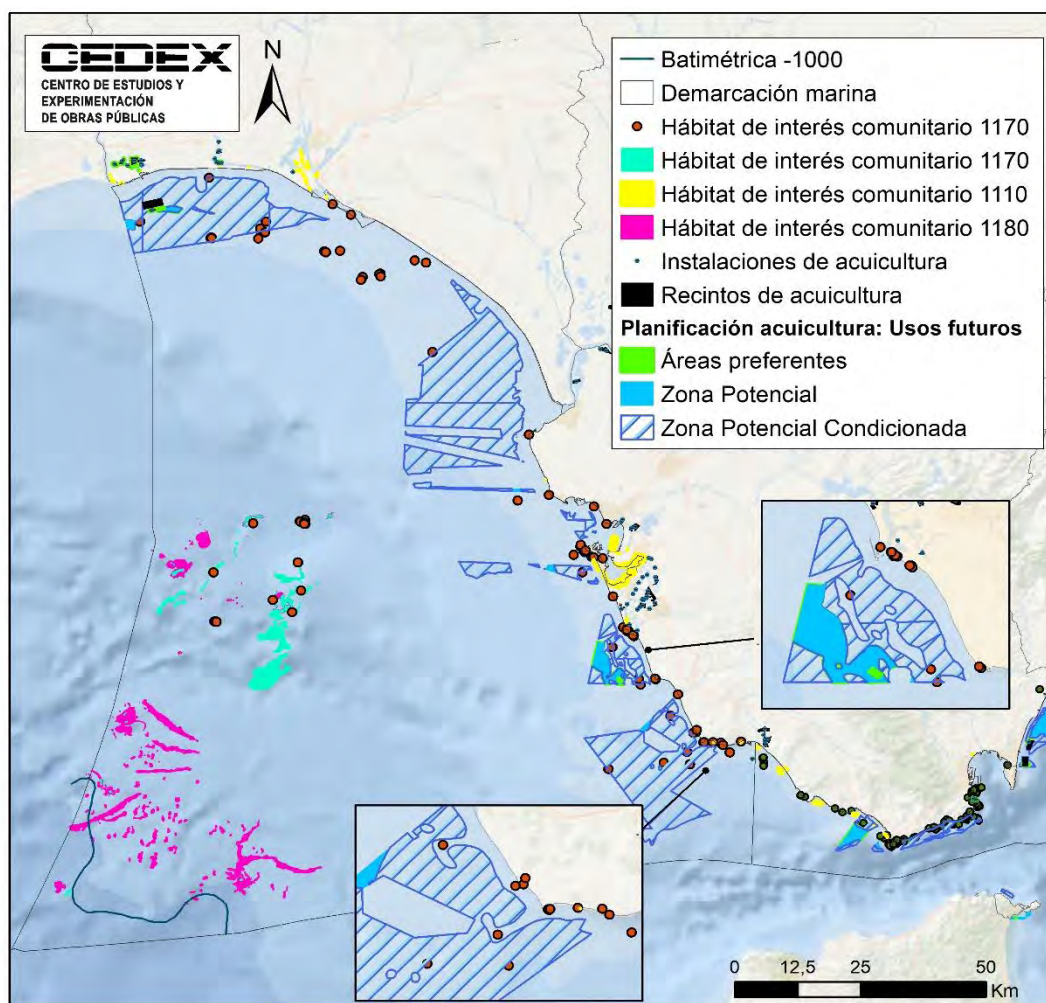 CEDEX
CENTRO DE ESTUDIOS Y
EXPERIMENTACIÓN
DE OBRAS PÚBLICAS
N
Batimétrica -1000
Demarcación marina
Hábitat de interés comunitario 1170
Hábitat de interés comunitario 1170
Hábitat de interés comunitario 1110
Hábitat de interés comunitario 1180
Instalaciones de acuicultura
Recintos de acuicultura
Planificación acuicultura: Usos futuros
Áreas preferentes
Zona Potencial
Zona Potencial Condicionada
0 12,5 25 50
Km